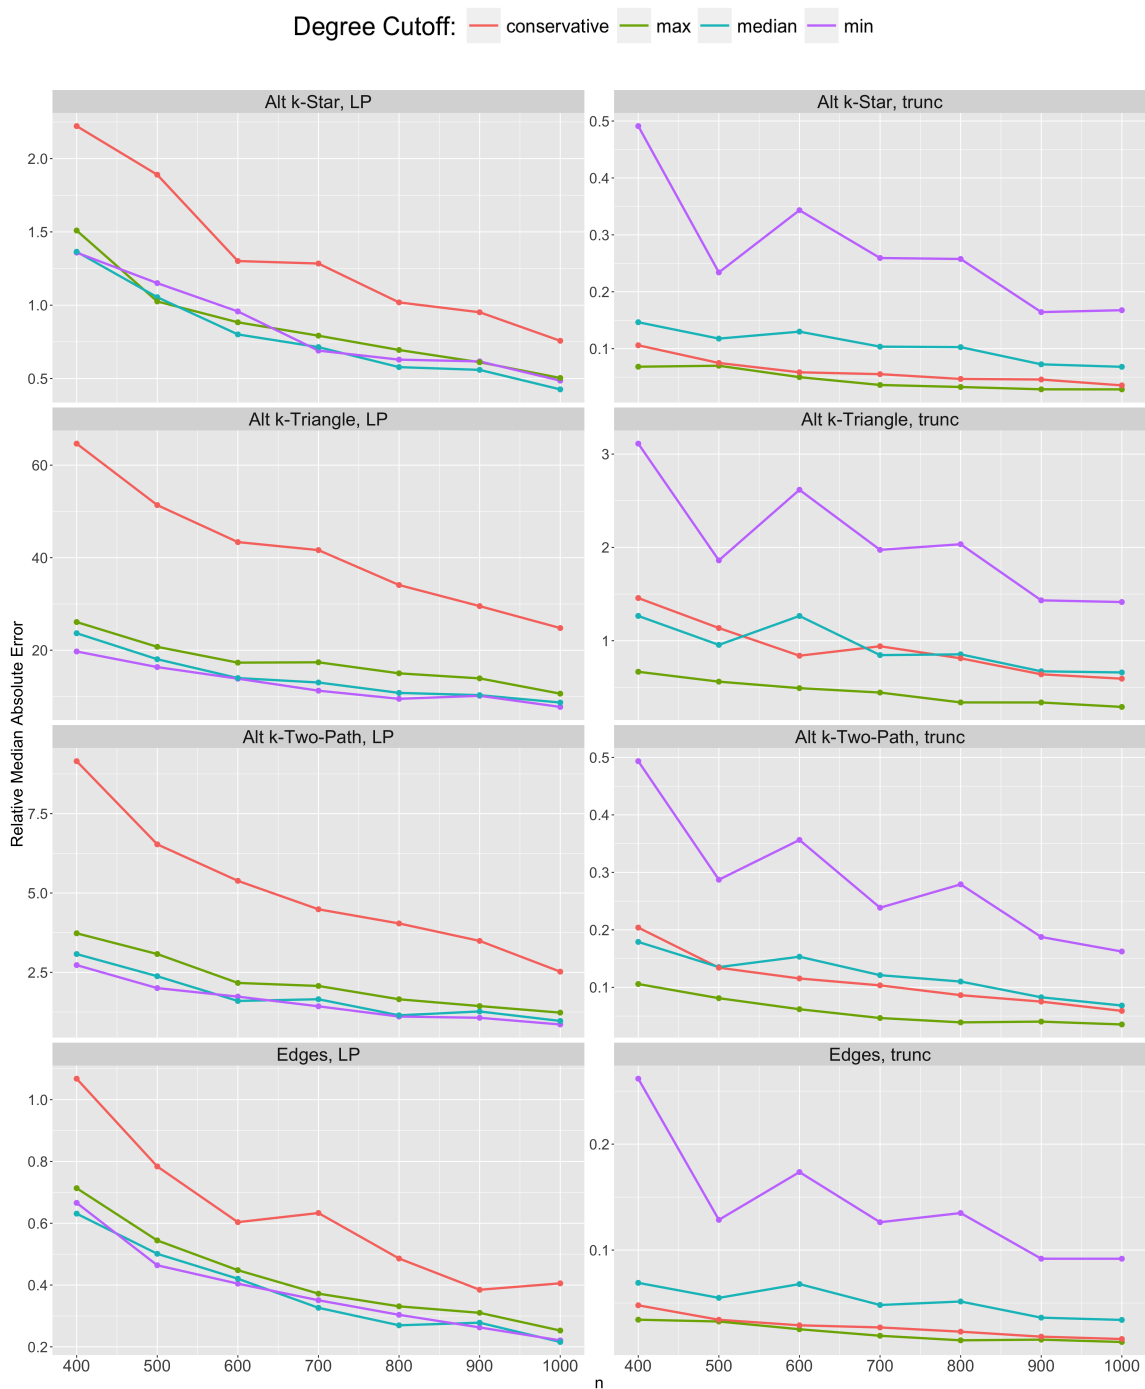 Degree Cutoff: conservative max median min
Alt k-Star, LP
Alt k-Star, trunc
2.0
1.5
1.0
0.5
0.5
0.4
0.3
0.2
0.1
Alt k-Triangle, LP
Alt k-Triangle, trunc
60
40
20
3
2
1
Relative Median Absolute Error
Alt k-Two-Path, LP
Alt k-Two-Path, trunc
7.5
5.0
2.5
0.5
0.4
0.3
0.2
0.1
Edges, LP
Edges, trunc
1.0
0.8
0.6
0.4
0.2
0.2
0.1
400 500 600 700 800 900 1000
400 500 600 700 800 900 1000
n